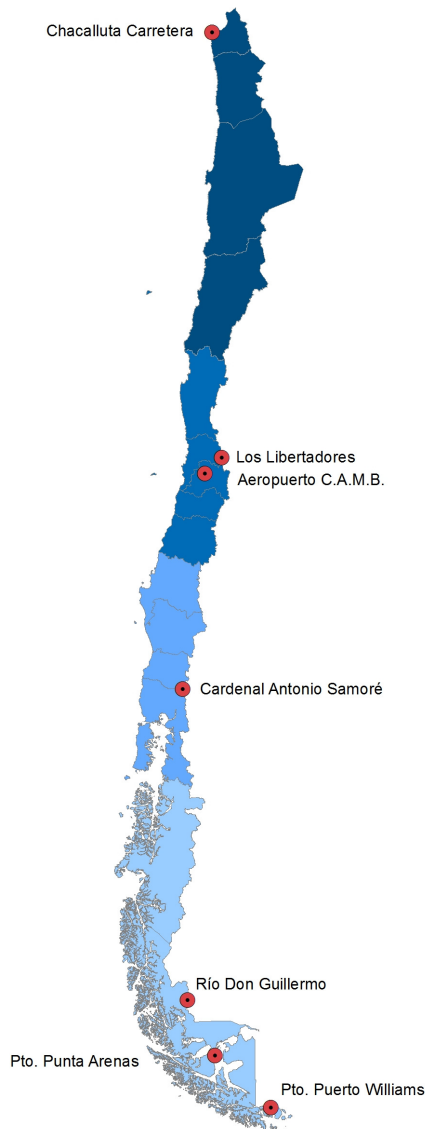 Chacalluta Carretera
Los Libertadores
Aeropuerto C.A.M.B.
Cardenal Antonio Samoré
Río Don Guillermo
Pto. Punta Arenas
Pto. Puerto Williams